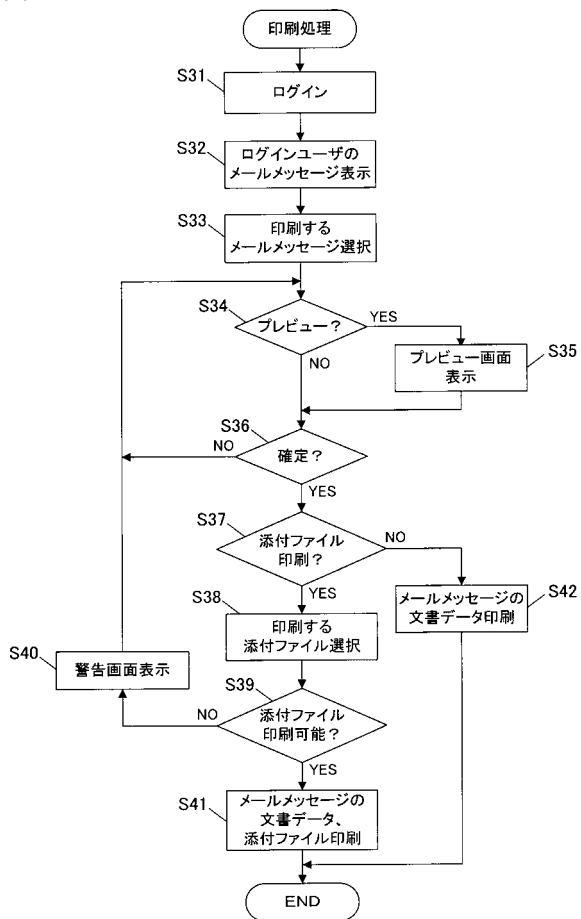 印刷処理
S31
ログイン
S32
ログインユーザの
メールメッセージ表示
S33
印刷する
メールメッセージ選択
S34
プレビュー?
YES
NO
プレビュー画面
表示
S35
S36
確定?
NO
YES
S37
添付ファイル
印刷?
NO
YES
メールメッセージの
文書データ印刷
S42
S38
印刷する
添付ファイル選択
S40
警告画面表示
S39
添付ファイル
印刷可能?
NO
YES
S41
メールメッセージの
文書データ、
添付ファイル印刷
END